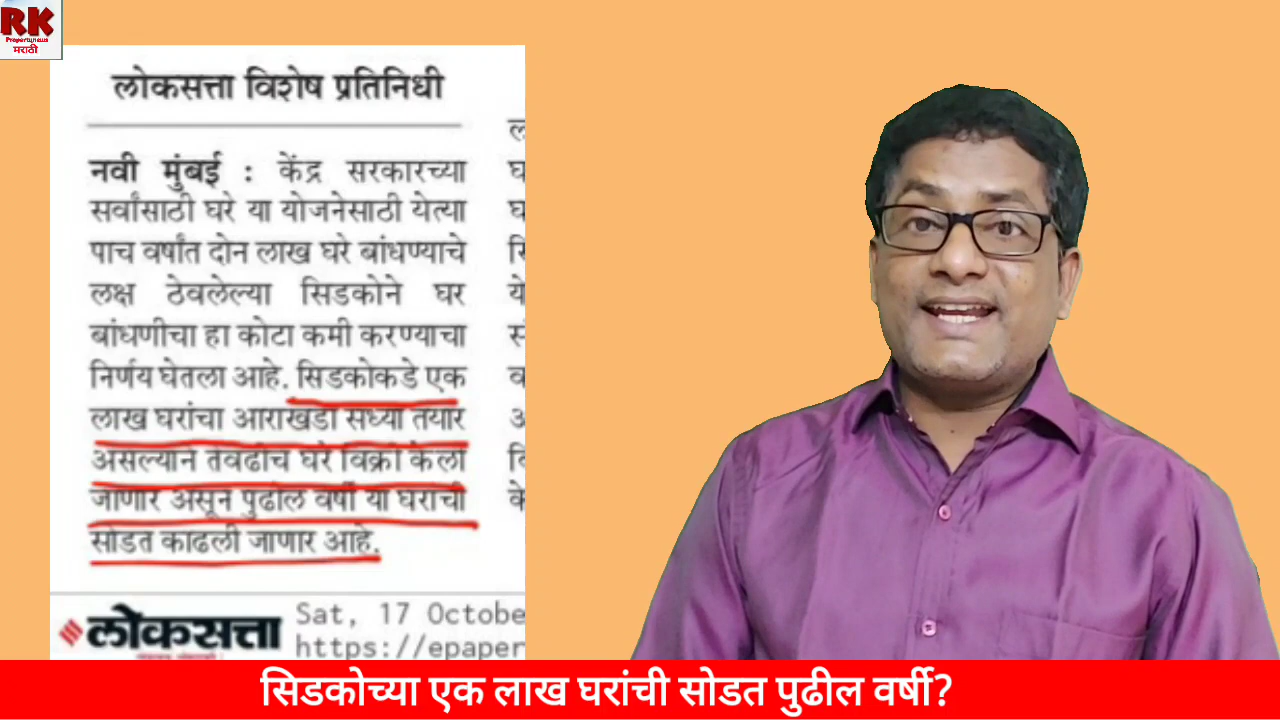 RK
Propertynews
मराठी
लोकसत्ता विशेष प्रतिनिधी
नवी मुंबई : केंद्र सरकारच्या
सर्वांसाठी घरे या योजनेसाठी येत्या
पाच वर्षांत दोन लाख घरे बांधण्याचे
लक्ष ठेवलेल्या सिडकोने घर
बांधणीचा हा कोटा कमी करण्याचा
निर्णय घेतला आहे. सिडकोकडे एक
लाख घरांचा आराखडा सध्या तयार
असल्याने तेवढीच घरे विक्री केली
जाणार असून पुढील वर्षी या घरांची
सोडत काढली जाणार आहे.
लोकसत्ता
Sat, 17 Octobe
https://epaper
सिडकोच्या एक लाख घरांची सोडत पुढील वर्षी?